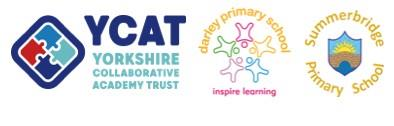 YCAT
YORKSHIRE
COLLABORATIVE
ACADEMY TRUST
darley primary school
inspire learning
Summerbridge
Primary School